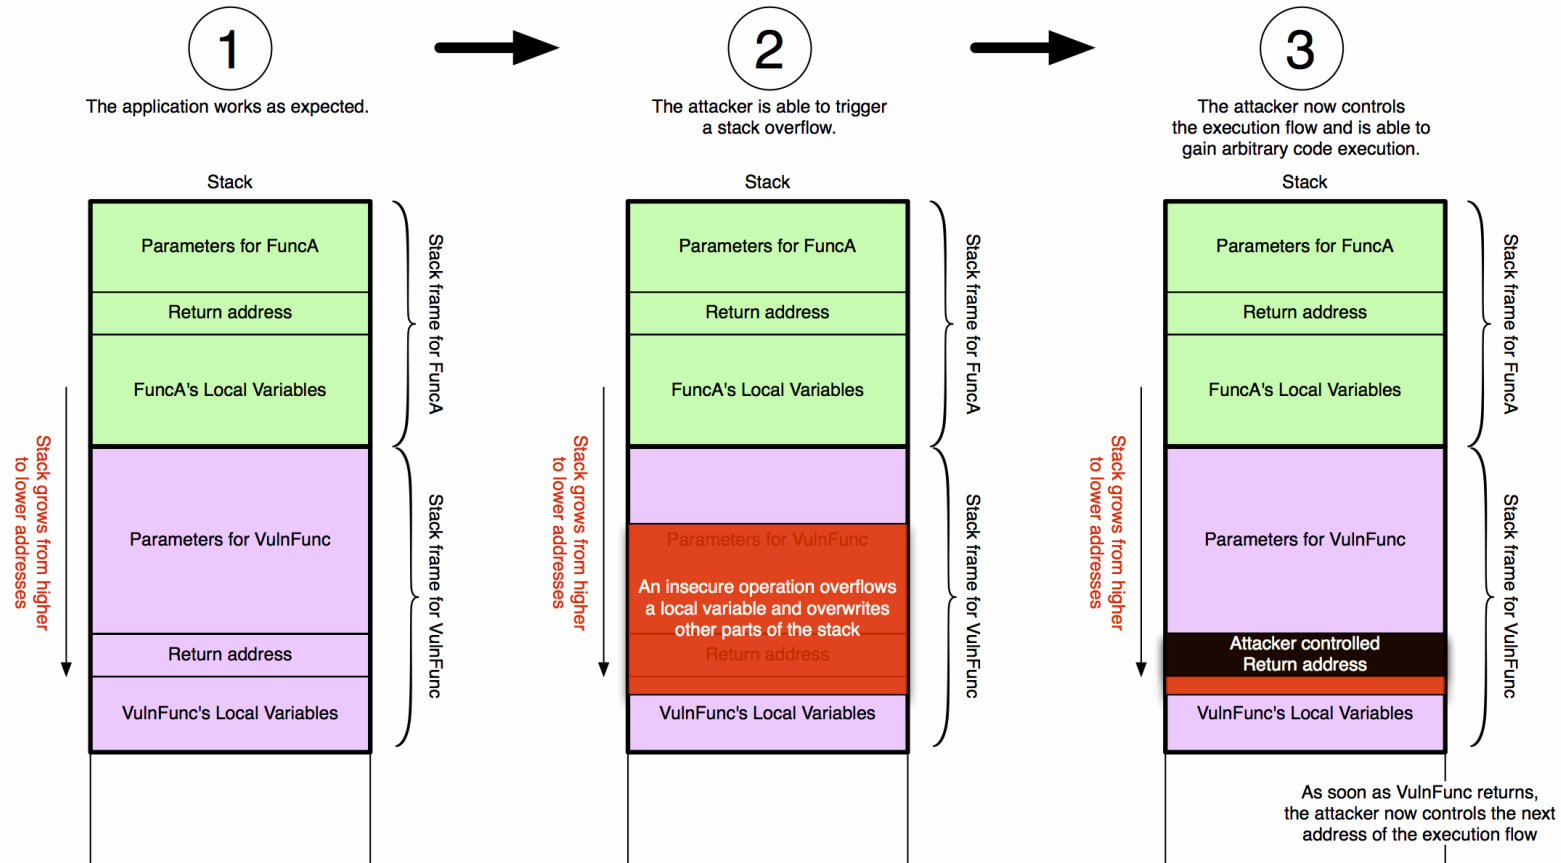 1
The application works as expected.
Stack
Parameters for FuncA
Return address
FuncA's Local Variables
Parameters for VulnFunc
Return address
VulnFunc's Local Variables
Stack frame for FuncA
Stack frame for VulnFunc
Stack grows from higher
to lower addresses
2
The attacker is able to trigger
a stack overflow.
Stack
Parameters for FuncA
Return address
FuncA's Local Variables
Parameters for VulnFunc
An insecure operation overflows
a local variable and overwrites
other parts of the stack
Return address
VulnFunc's Local Variables
Stack frame for FuncA
Stack frame for VulnFunc
Stack grows from higher
to lower addresses
3
The attacker now controls
the execution flow and is able to
gain arbitrary code execution.
Stack
Parameters for FuncA
Return address
FuncA's Local Variables
Parameters for VulnFunc
Attacker controlled
Return address
VulnFunc's Local Variables
Stack frame for FuncA
Stack frame for VulnFunc
Stack grows from higher
to lower addresses
As soon as VulnFunc returns,
the attacker now controls the next
address of the execution flow